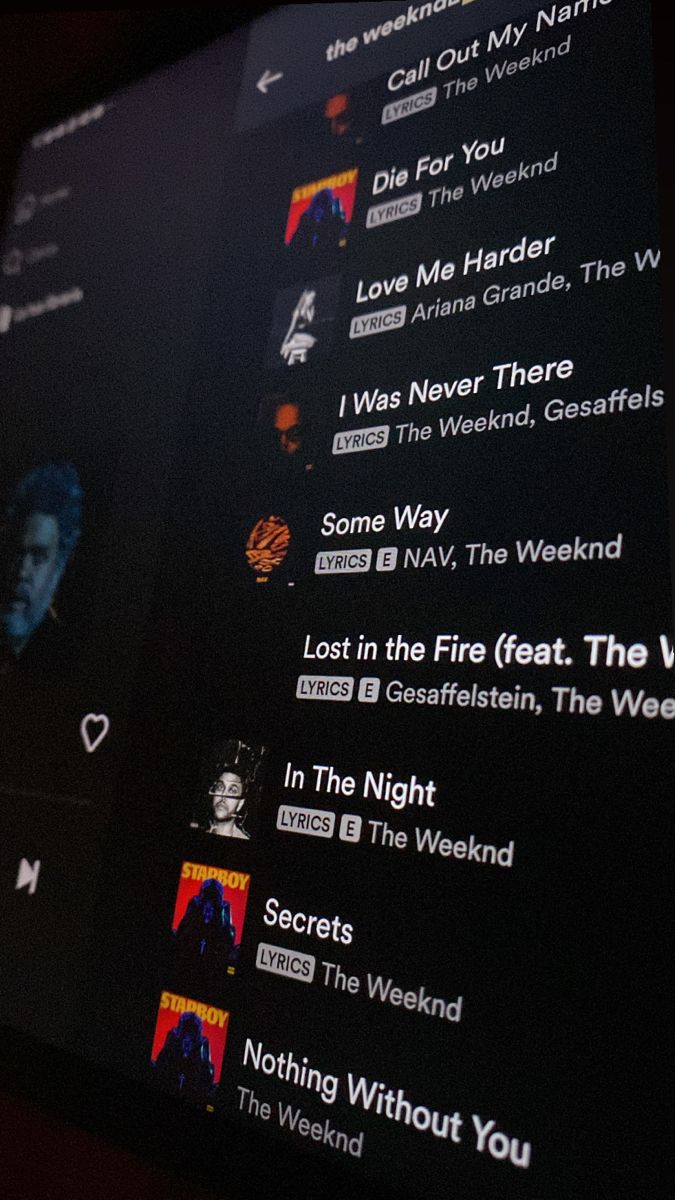 the weeknd
Call Out My Name
LYRICS The Weeknd
STARBOY
Die For You
LYRICS The Weeknd
Love Me Harder
LYRICS Ariana Grande, The W
I Was Never There
LYRICS The Weeknd, Gesaffels
Some Way
LYRICS E NAV, The Weeknd
NAV
Lost in the Fire (feat. The W
LYRICS E Gesaffelstein, The Wee
In The Night
LYRICS E The Weeknd
STARBOY
Secrets
LYRICS The Weeknd
STARBOY
Nothing Without You
The Weeknd